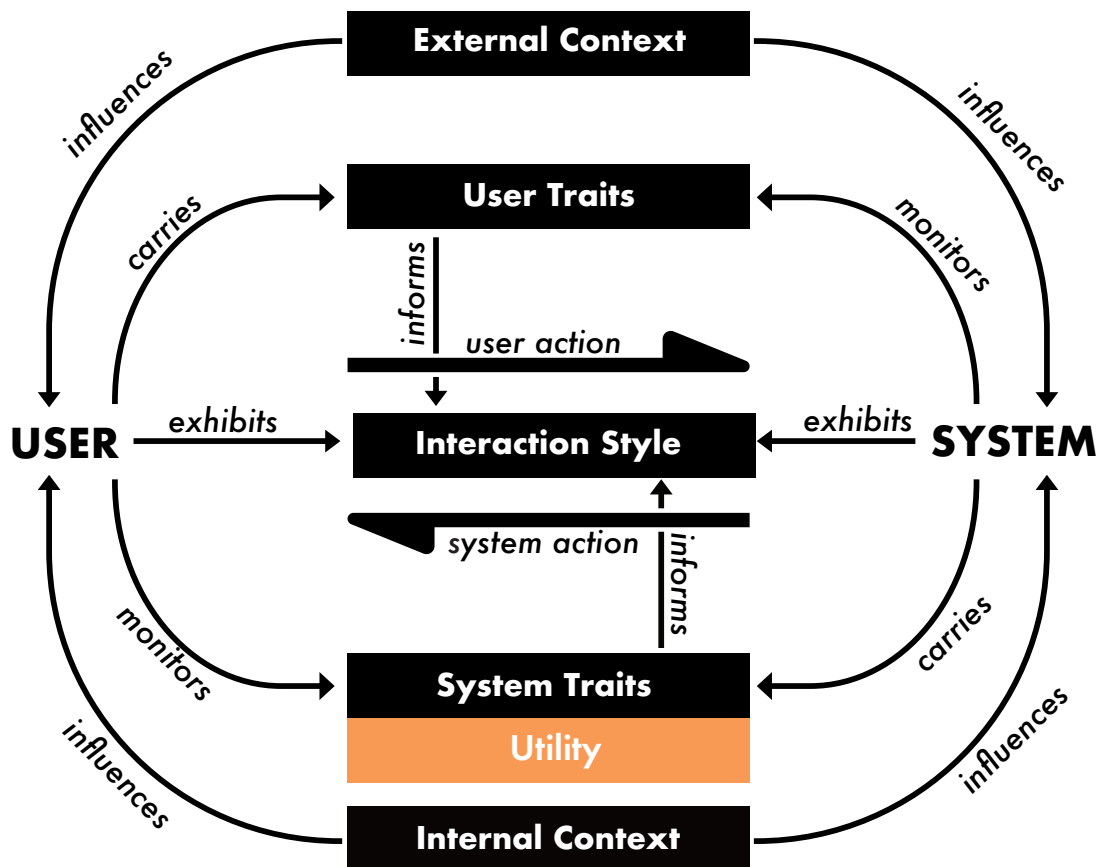 External Context
influences
influences
User Traits
carries
monitors
informs
user action
USER
exhibits
Interaction Style
exhibits
SYSTEM
system action
informs
monitors
carries
System Traits
Utility
influences
influences
Internal Context